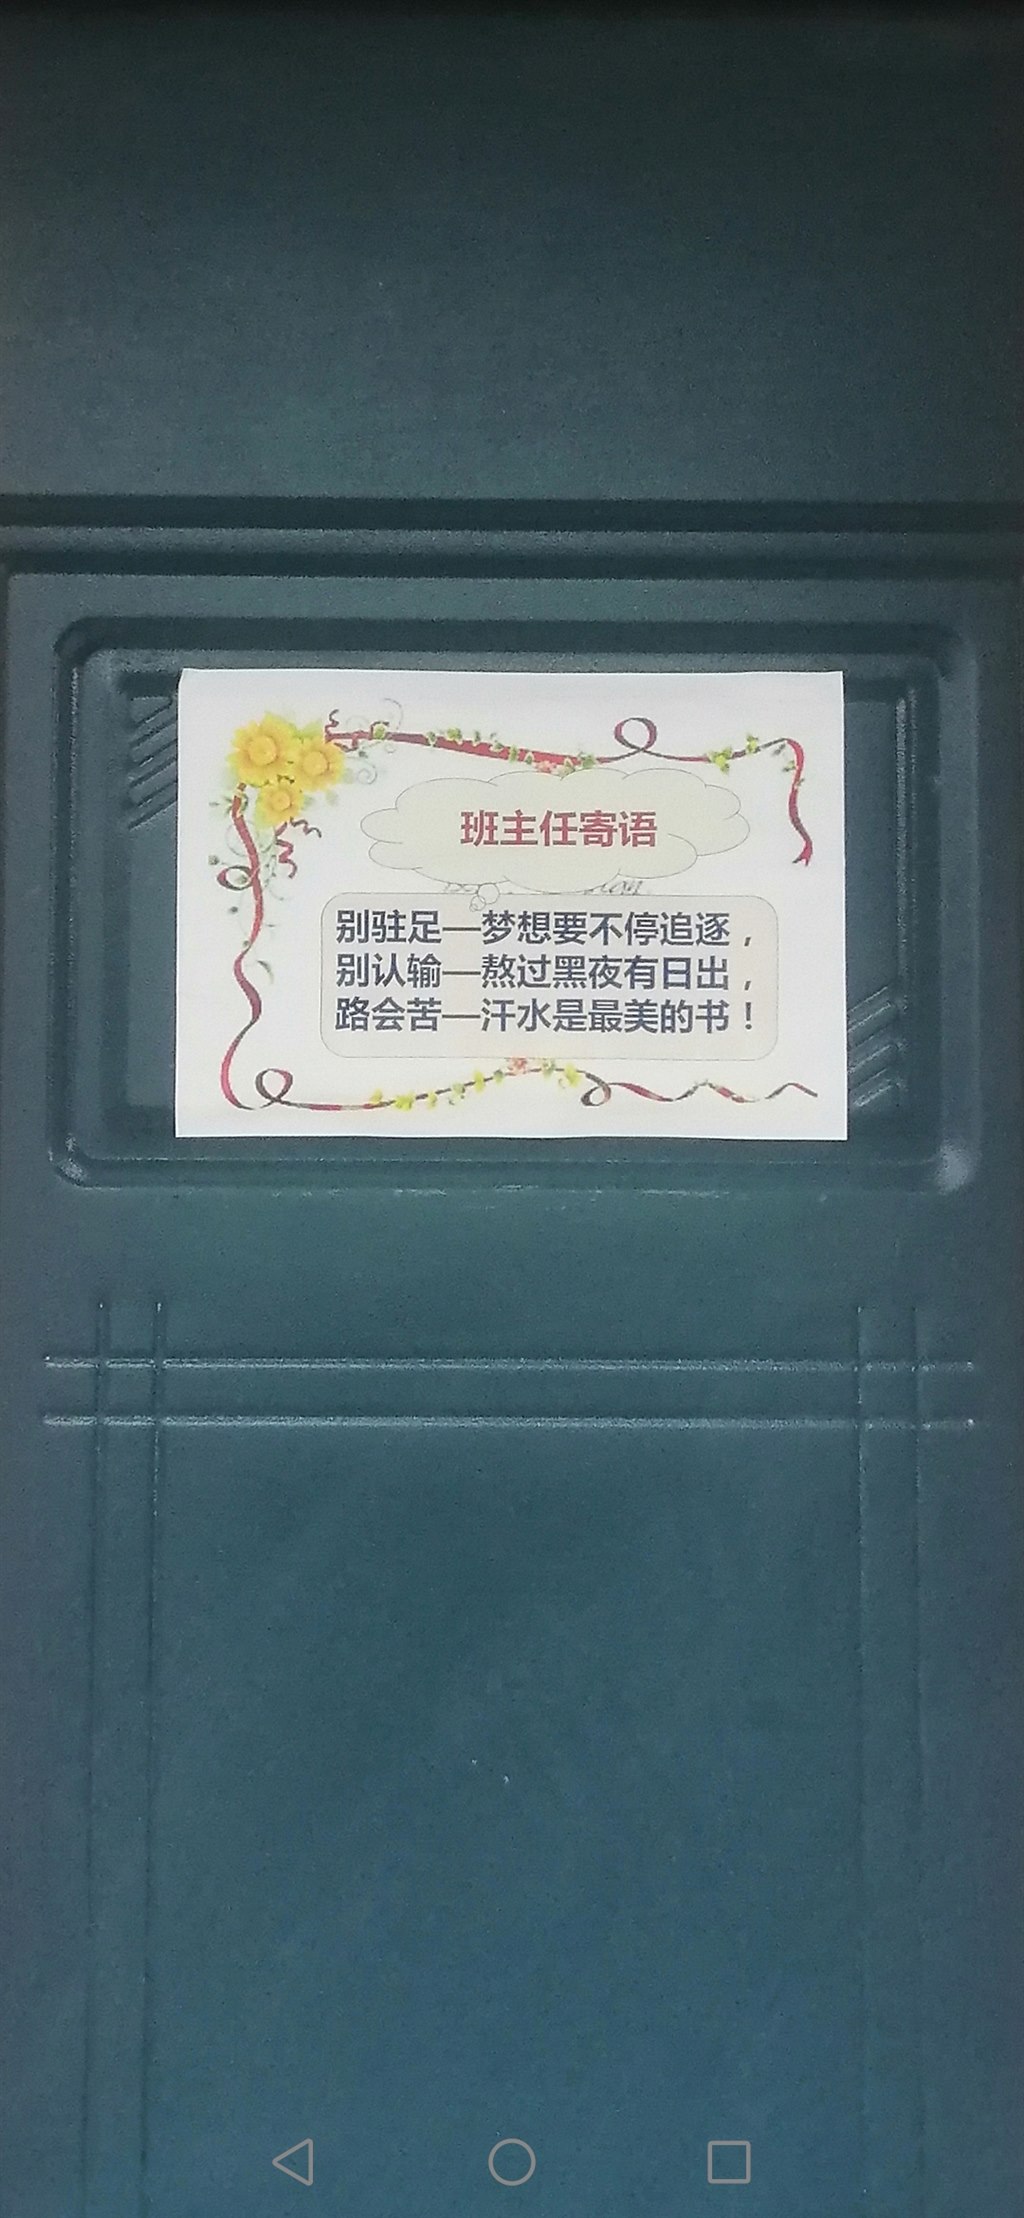 班主任寄语
别驻足—梦想要不停追逐，
别认输—熬过黑夜有日出，
路会苦—汗水是最美的书！